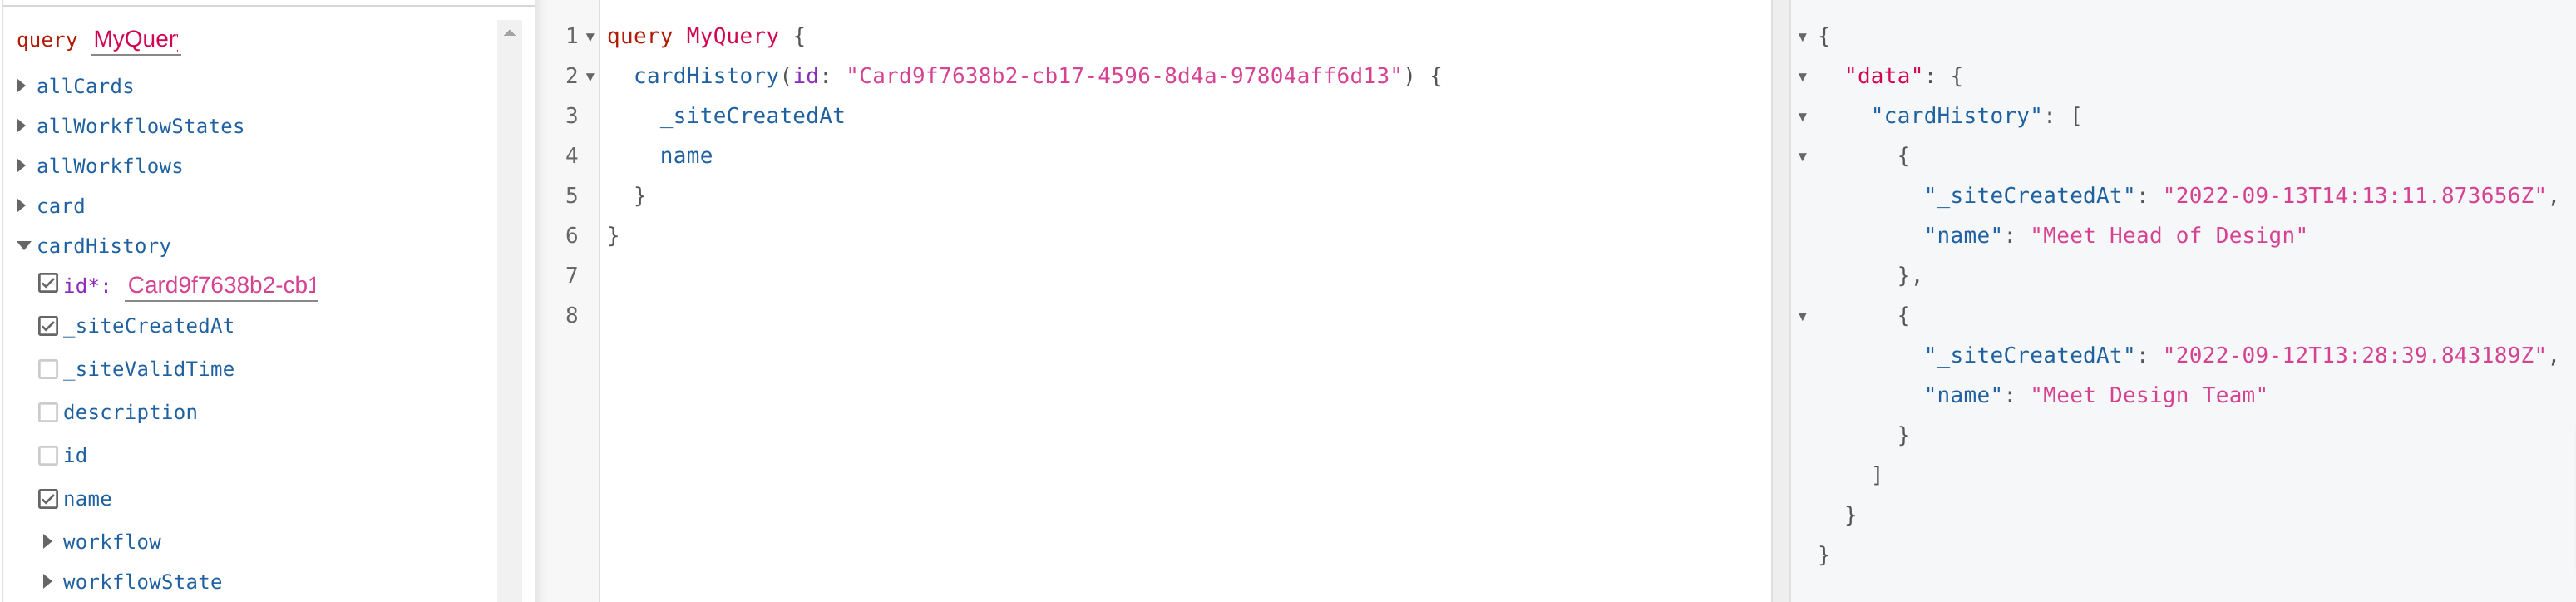 query MyQuer
allCards
allWorkflowStates
allWorkflows
card
cardHistory
id*: Card9f7638b2-cb1
_siteCreatedAt
_siteValidTime
description
id
name
workflow
workflowState
1 query MyQuery {
2 cardHistory(id: "Card9f7638b2-cb17-4596-8d4a-97804aff6d13") {
3 _siteCreatedAt
4 name
5 }
6 }
7
8
{
"data": {
"cardHistory": [
{
"_siteCreatedAt": "2022-09-13T14:13:11.873656Z",
"name": "Meet Head of Design"
},
{
"_siteCreatedAt": "2022-09-12T13:28:39.843189Z",
"name": "Meet Design Team"
}
]
}
}